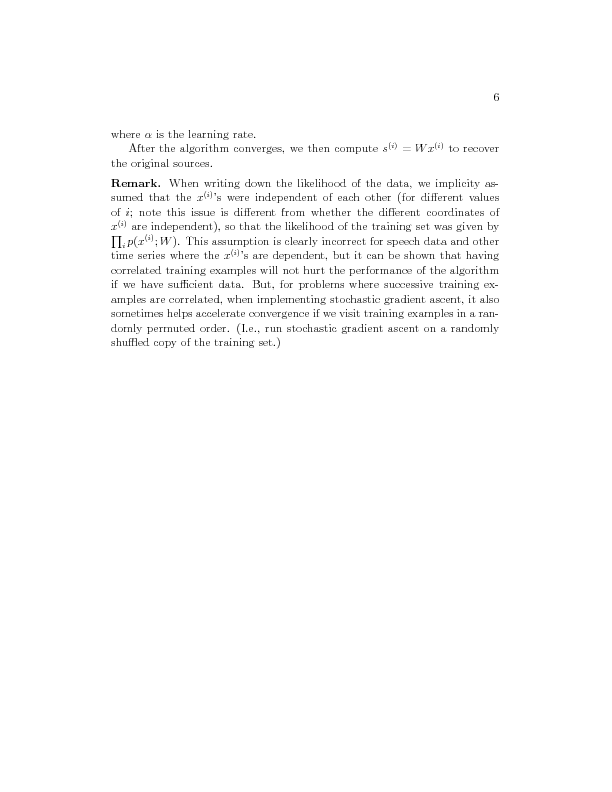 6
where α is the learning rate.
After the algorithm converges, we then compute s⁽ⁱ⁾ = Wx⁽ⁱ⁾ to recover
the original sources.
Remark. When writing down the likelihood of the data, we implicity as-
sumed that the x⁽ⁱ⁾'s were independent of each other (for different values
of i; note this issue is different from whether the different coordinates of
x⁽ⁱ⁾ are independent), so that the likelihood of the training set was given by
∏ᵢ p(x⁽ⁱ⁾; W). This assumption is clearly incorrect for speech data and other
time series where the x⁽ⁱ⁾'s are dependent, but it can be shown that having
correlated training examples will not hurt the performance of the algorithm
if we have sufficient data. But, for problems where successive training ex-
amples are correlated, when implementing stochastic gradient ascent, it also
sometimes helps accelerate convergence if we visit training examples in a ran-
domly permuted order. (I.e., run stochastic gradient ascent on a randomly
shuffled copy of the training set.)